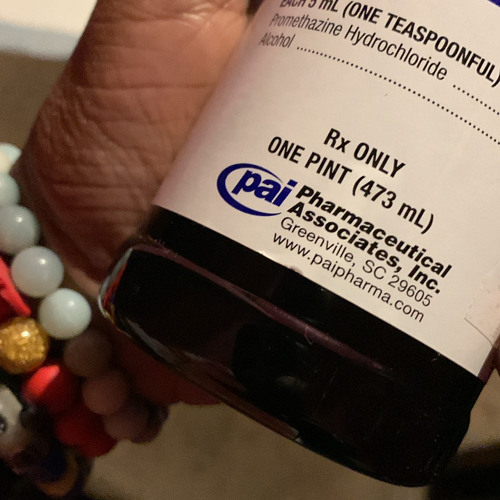 EACH 5 mL (ONE TEASPOONFUL)
Promethazine Hydrochloride ........
Alcohol ..............................
Rx ONLY
ONE PINT (473 mL)
pai Pharmaceutical
Associates, Inc.
Greenville, SC 29605
www.paipharma.com